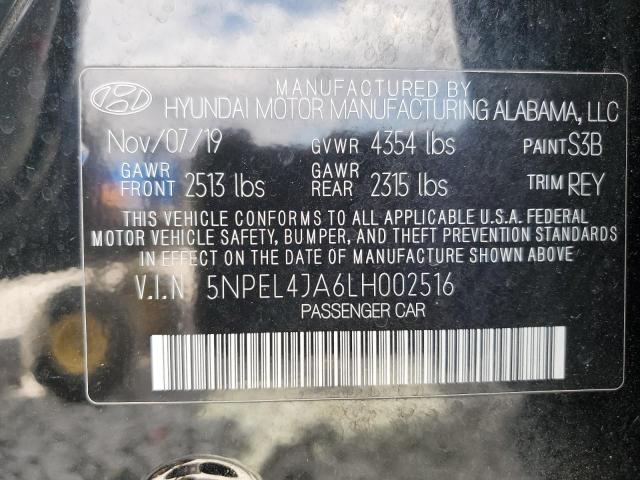 MANUFACTURED BY
HYUNDAI MOTOR MANUFACTURING ALABAMA, LLC
Nov/07/19 GVWR 4354 lbs PAINT S3B
GAWR FRONT 2513 lbs GAWR REAR 2315 lbs TRIM REY
THIS VEHICLE CONFORMS TO ALL APPLICABLE U.S.A. FEDERAL
MOTOR VEHICLE SAFETY, BUMPER, AND THEFT PREVENTION STANDARDS
IN EFFECT ON THE DATE OF MANUFACTURE SHOWN ABOVE.
V.I.N 5NPEL4JA6LH002516
PASSENGER CAR